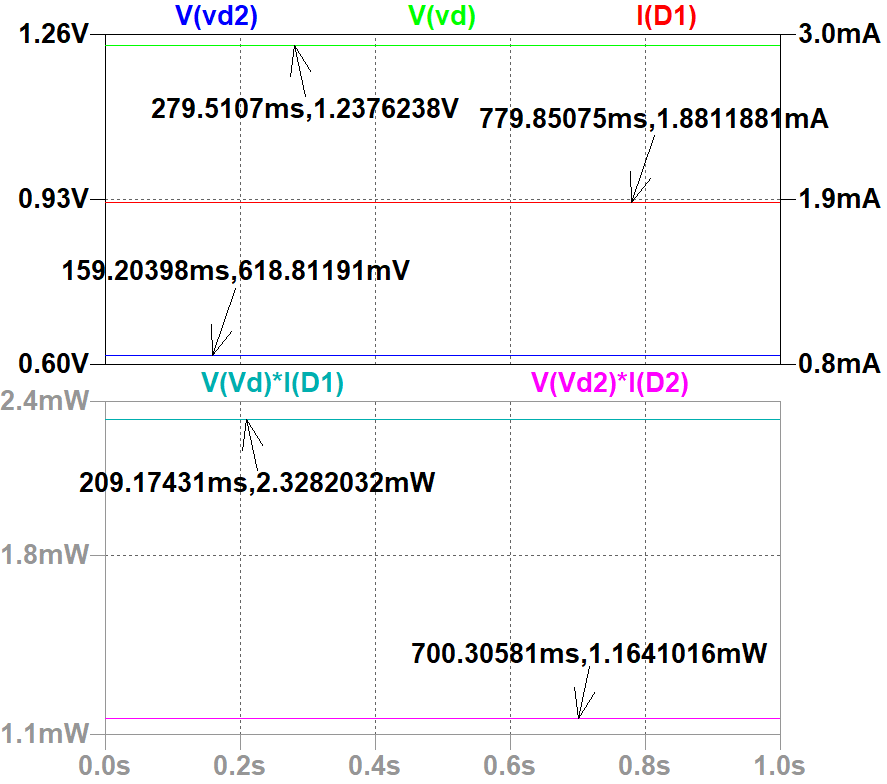 V(vd2) V(vd) I(D1)
1.26V 3.0mA
279.5107ms,1.2376238V
779.85075ms,1.8811881mA
0.93V 1.9mA
159.20398ms,618.81191mV
0.60V 0.8mA
V(Vd)*I(D1) V(Vd2)*I(D2)
2.4mW
209.17431ms,2.3282032mW
1.8mW
700.30581ms,1.1641016mW
1.1mW
0.0s 0.2s 0.4s 0.6s 0.8s 1.0s